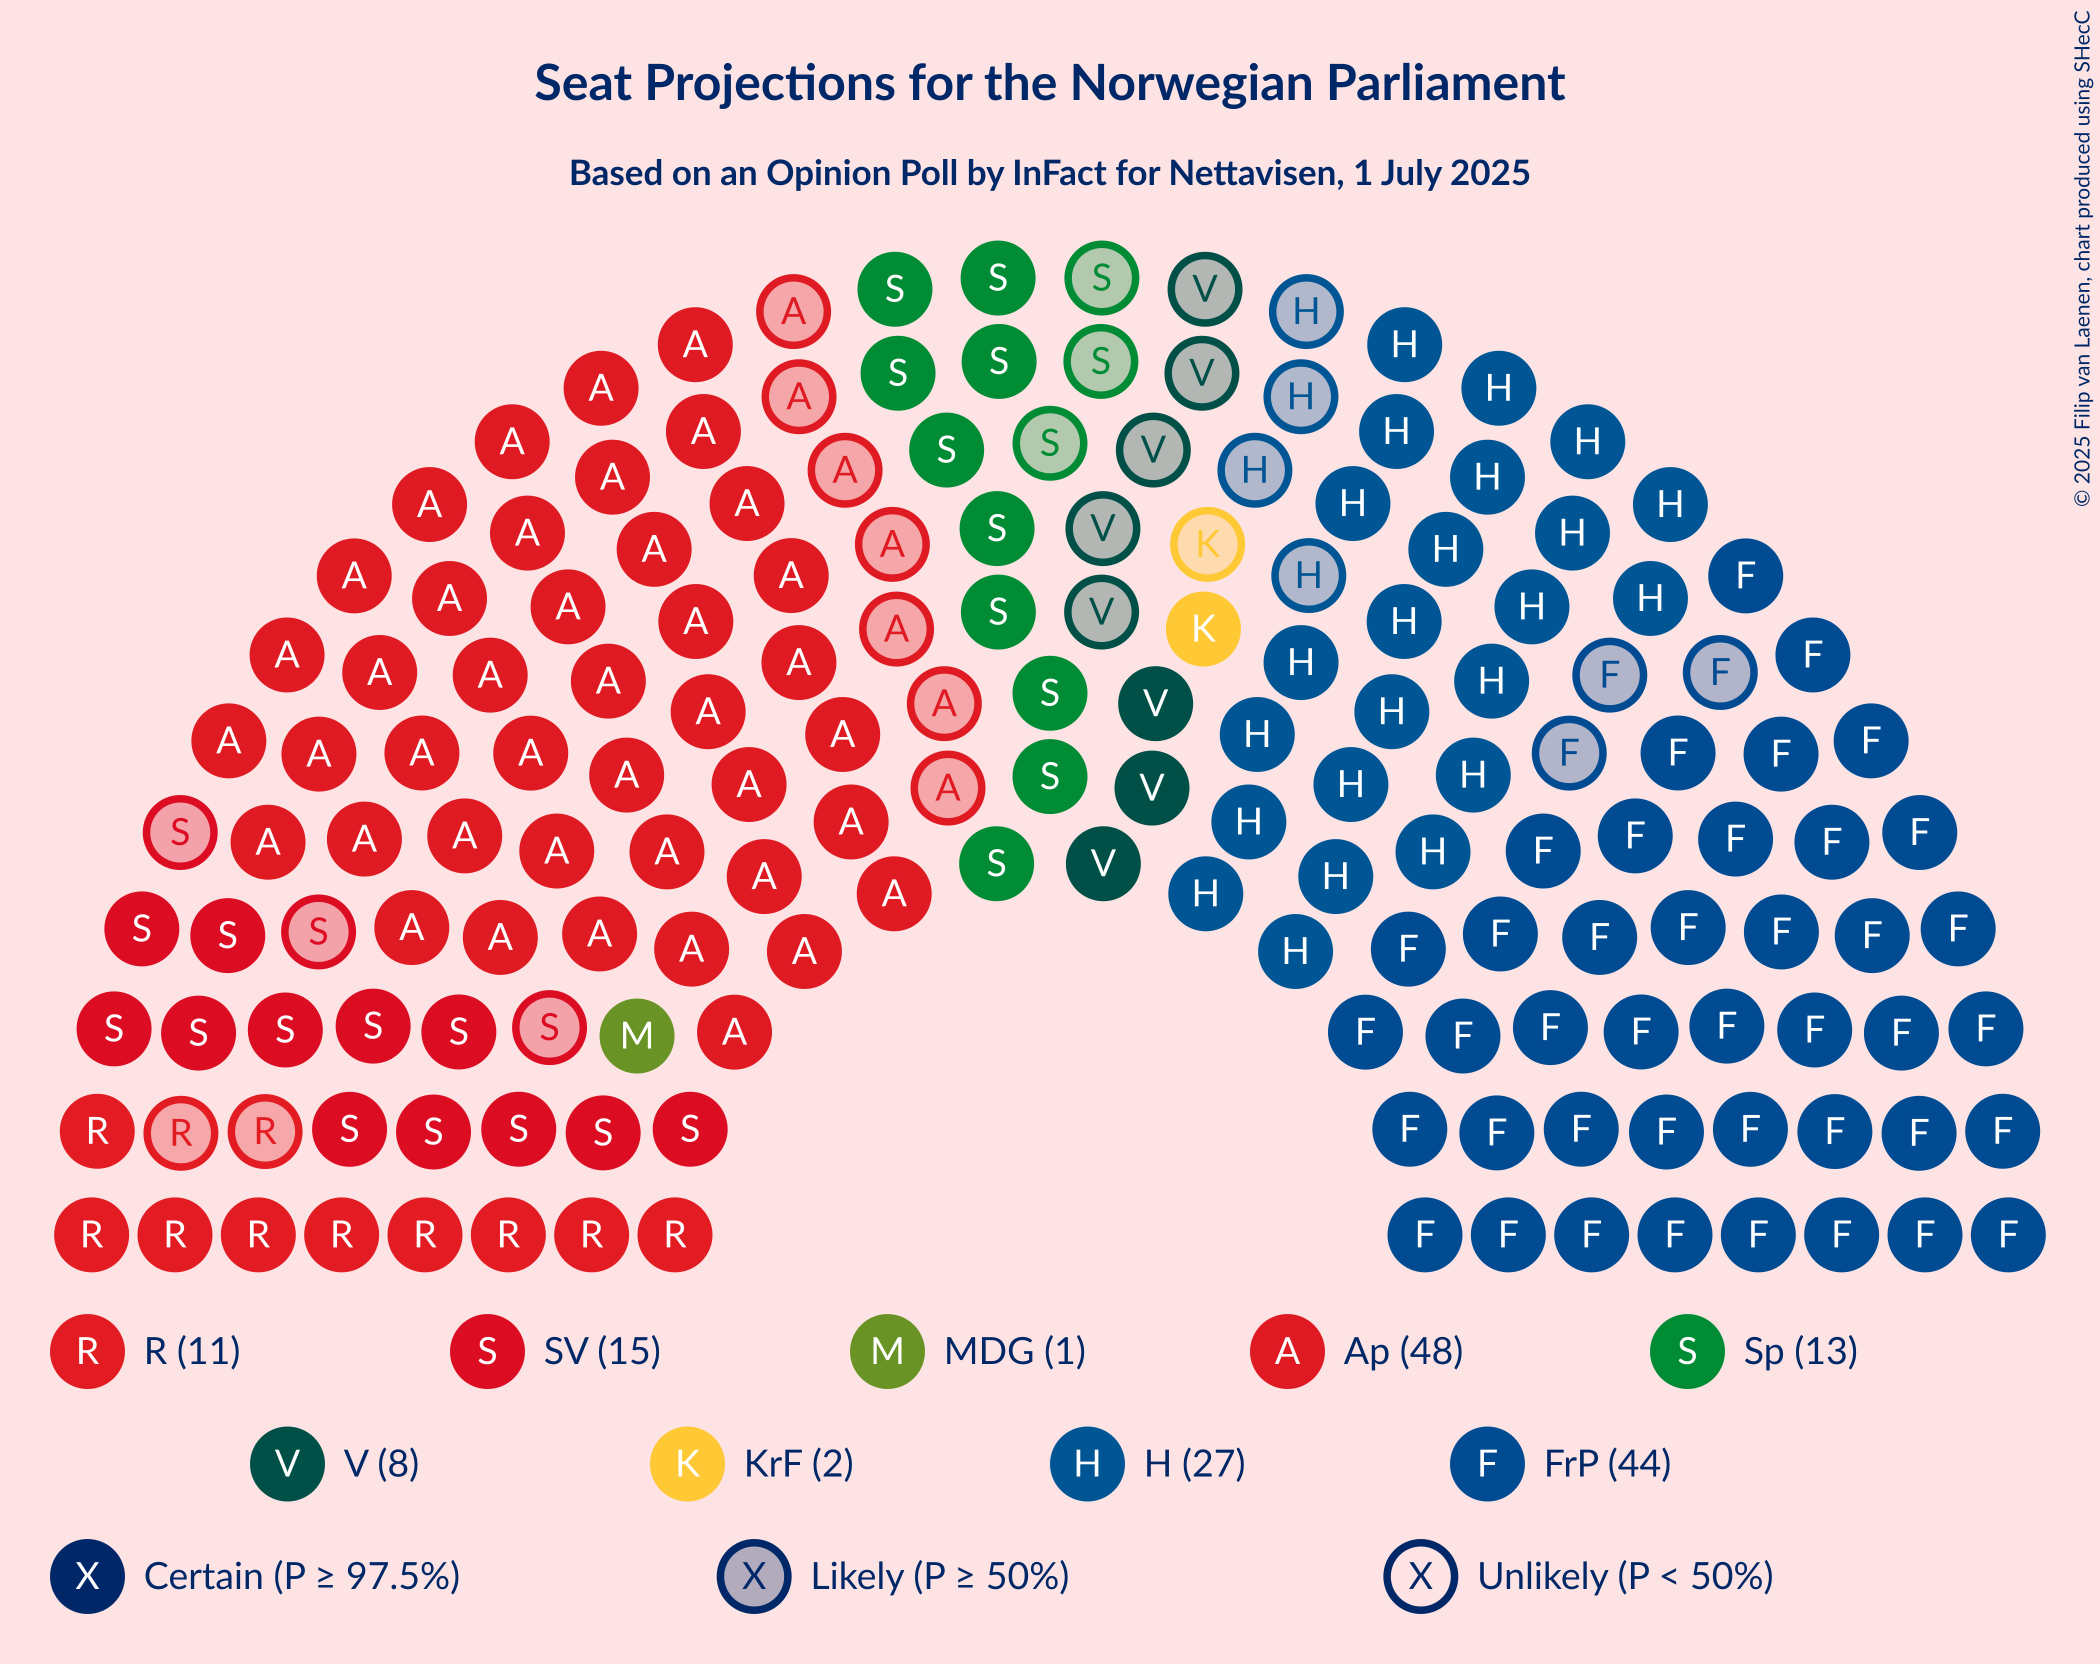 Seat Projections for the Norwegian Parliament
Based on an Opinion Poll by InFact for Nettavisen, 1 July 2025
© 2025 Filip van Laenen, chart produced using SHecC
S S S V
A H
A H
S S S V
A A H H
A A S S V H H
A A H H
A A H H
A A A S V K H H
A A H F
A A A A S V K H H H
A A A A A H H F F F
A A S V H
A A A A A H F F F F
A A A S V H H
S A A A A A A H H F F F F F
A A S V H H
S S S A A A A A H F F F F F F F
S S S S S S M A F F F F F F F F
R R R S S S S S F F F F F F F F
R R R R R R R R F F F F F F F F
R R (11) S SV (15) M MDG (1) A Ap (48) S Sp (13)
V V (8) K KrF (2) H H (27) F FrP (44)
X Certain (P ≥ 97.5%) X Likely (P ≥ 50%) X Unlikely (P < 50%)